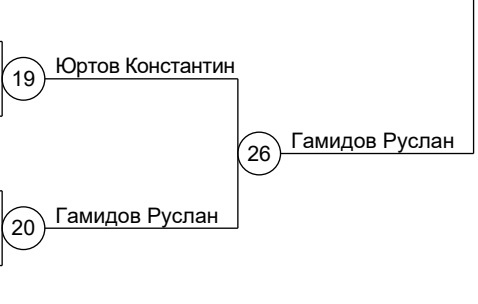 19 Юртов Константин
26 Гамидов Руслан
20 Гамидов Руслан